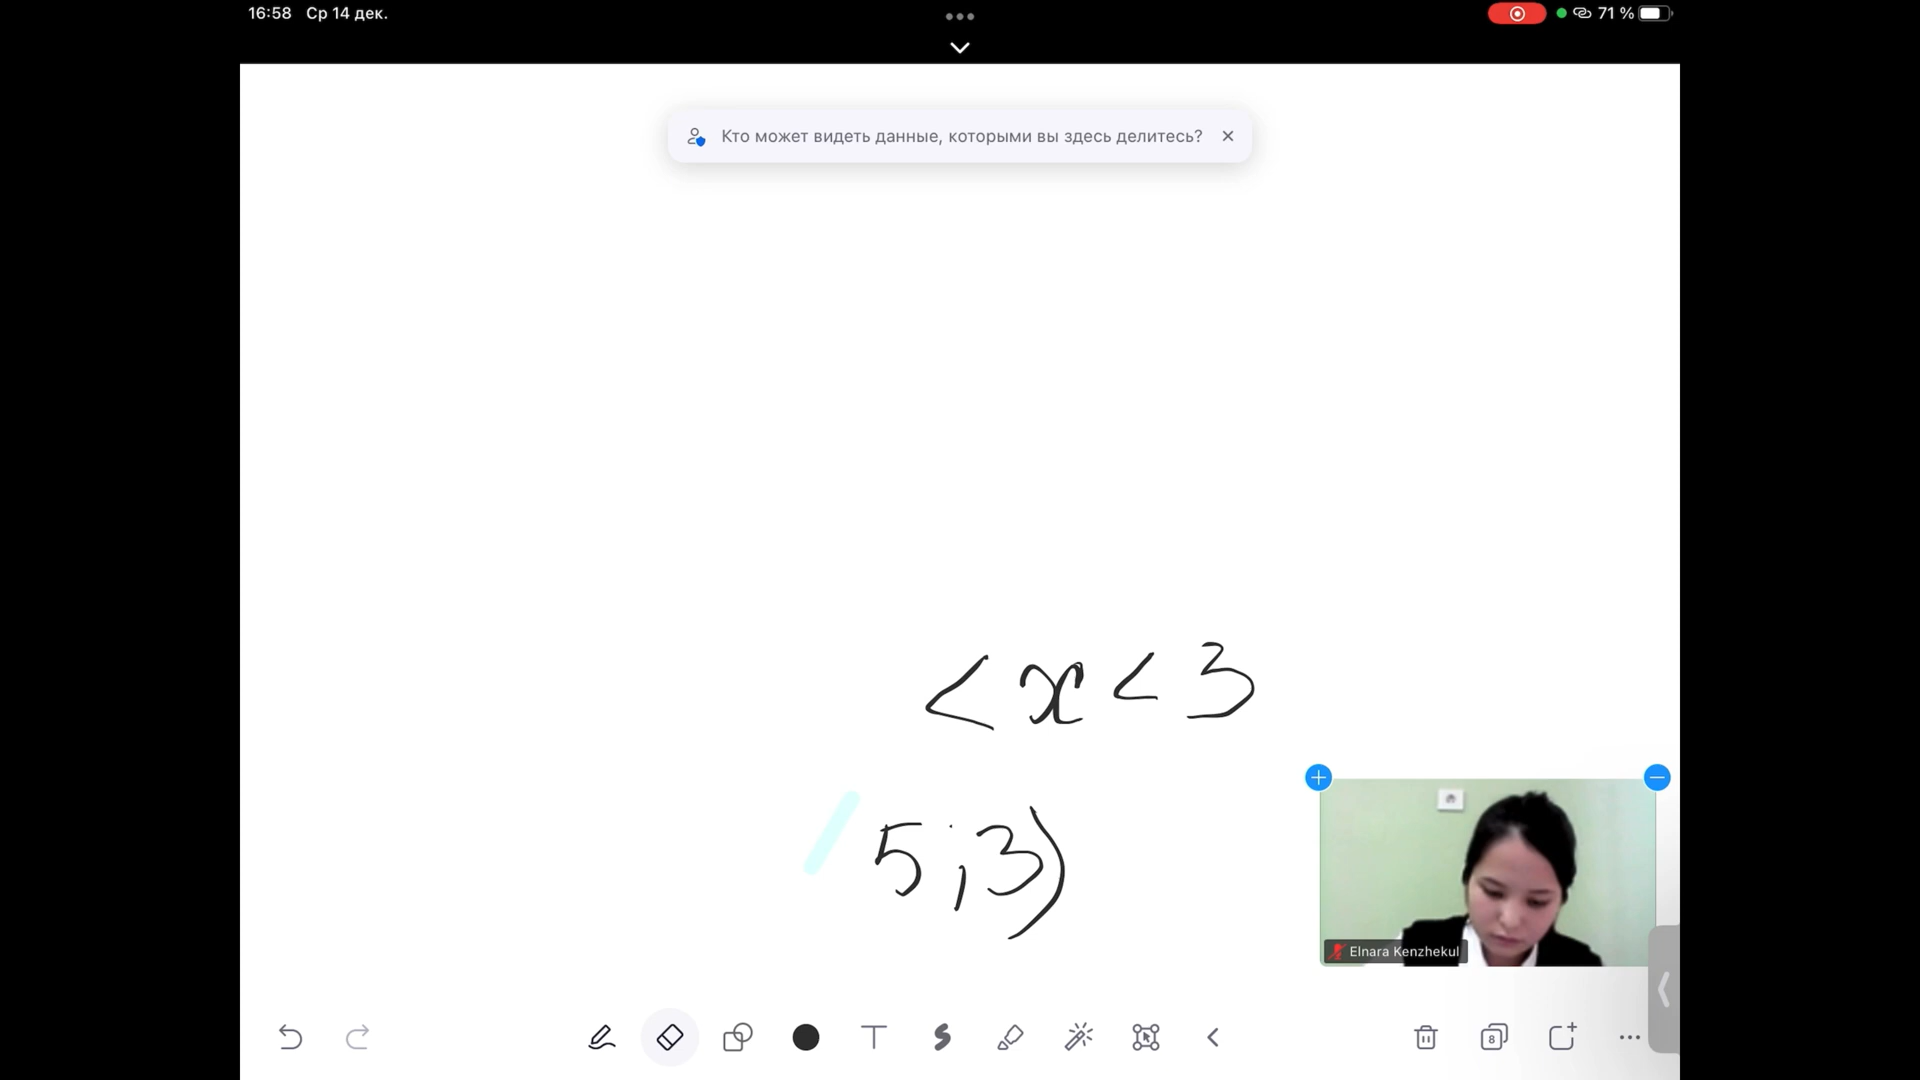 16:58 Ср 14 дек.
71 %
Кто может видеть данные, которыми вы здесь делитесь?
< x < 3
5 ; 3)
Elnara Kenzhekul
T
8